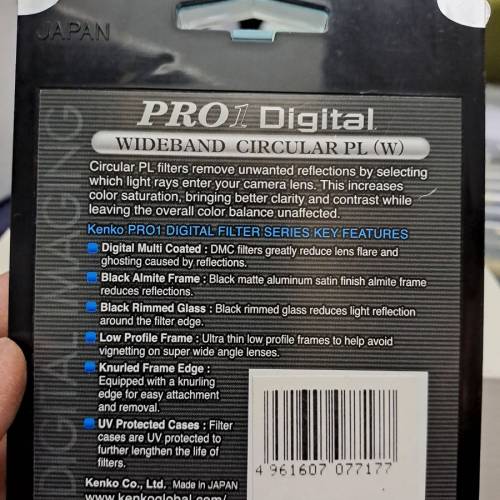 JAPAN
PRO1 Digital
WIDEBAND CIRCULAR PL (W)
Circular PL filters remove unwanted reflections by selecting
which light rays enter your camera lens. This increases
color saturation, bringing better clarity and contrast while
leaving the overall color balance unaffected.
Kenko PRO1 DIGITAL FILTER SERIES KEY FEATURES
Digital Multi Coated : DMC filters greatly reduce lens flare and
ghosting caused by reflections.
Black Almite Frame : Black matte aluminum satin finish almite frame
reduces reflections.
Black Rimmed Glass : Black rimmed glass reduces light reflection
around the filter edge.
Low Profile Frame : Ultra thin low profile frames to help avoid
vignetting on super wide angle lenses.
Knurled Frame Edge :
Equipped with a knurling
edge for easy attachment
and removal.
UV Protected Cases : Filter
cases are UV protected to
further lengthen the life of
filters.
Kenko Co., Ltd. Made in JAPAN
www.kenkoglobal.com/
4 961607 077177
DIGITAL IMAGING